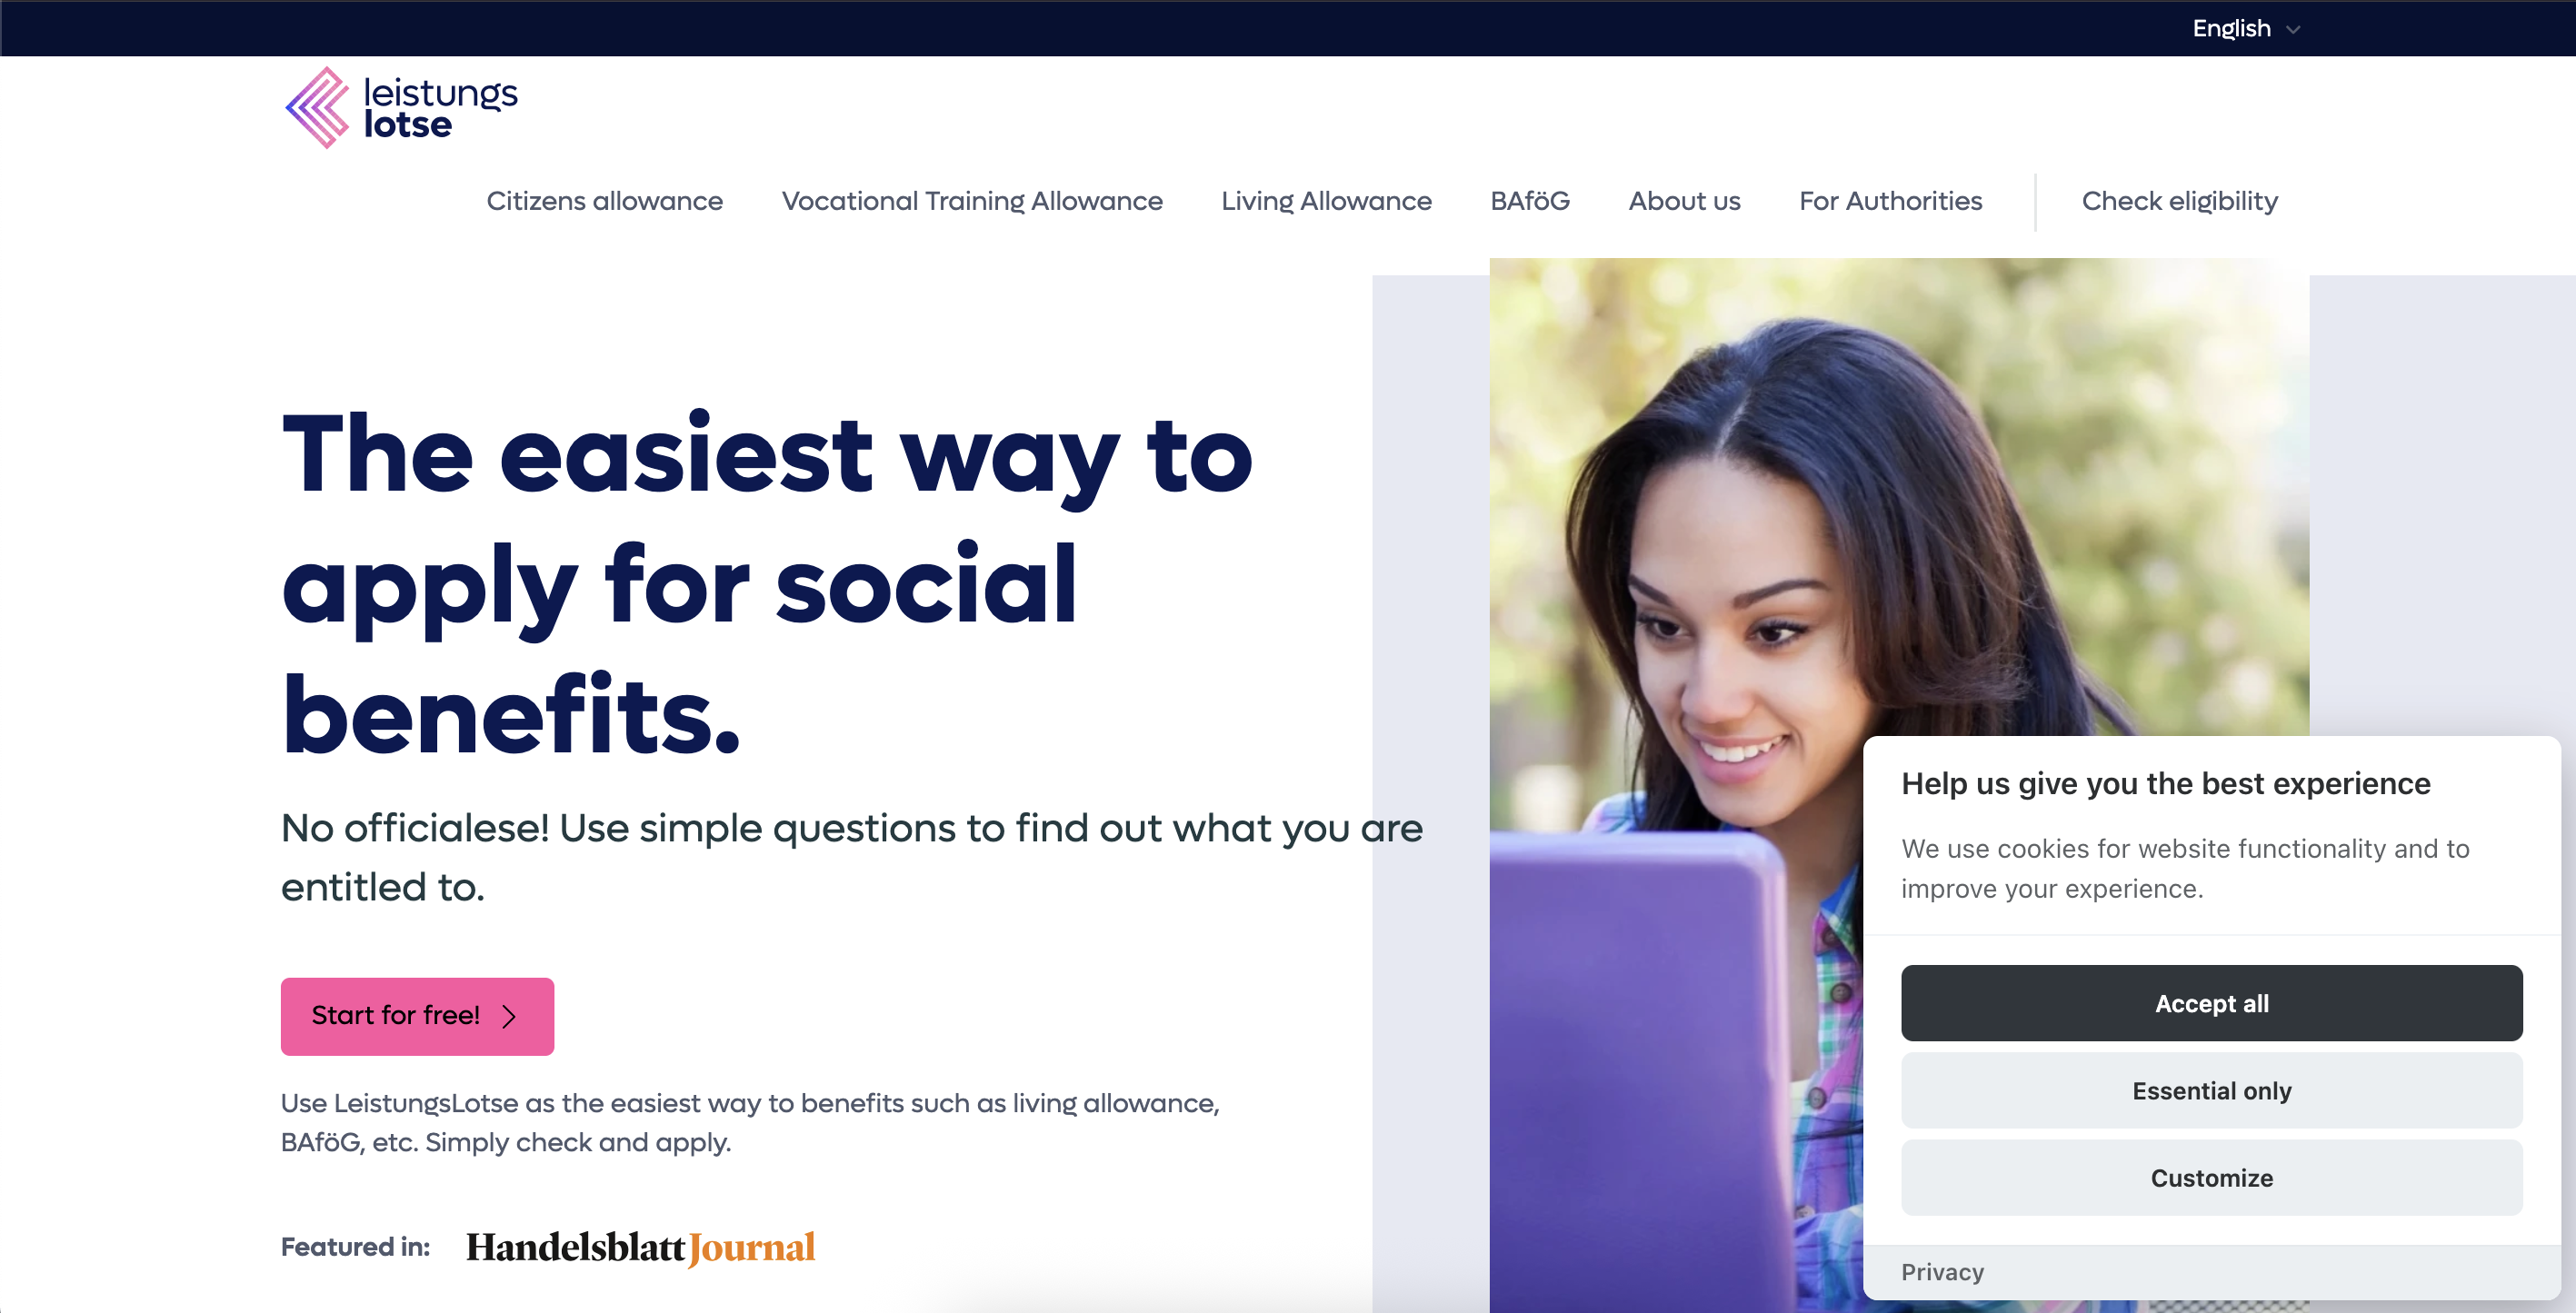 English
leistungs
lotse
Citizens allowance Vocational Training Allowance Living Allowance BAföG About us For Authorities Check eligibility
The easiest way to
apply for social
benefits.
No officialese! Use simple questions to find out what you are
entitled to.
Start for free!
Use LeistungsLotse as the easiest way to benefits such as living allowance,
BAföG, etc. Simply check and apply.
Featured in: HandelsblattJournal
Help us give you the best experience
We use cookies for website functionality and to
improve your experience.
Accept all
Essential only
Customize
Privacy